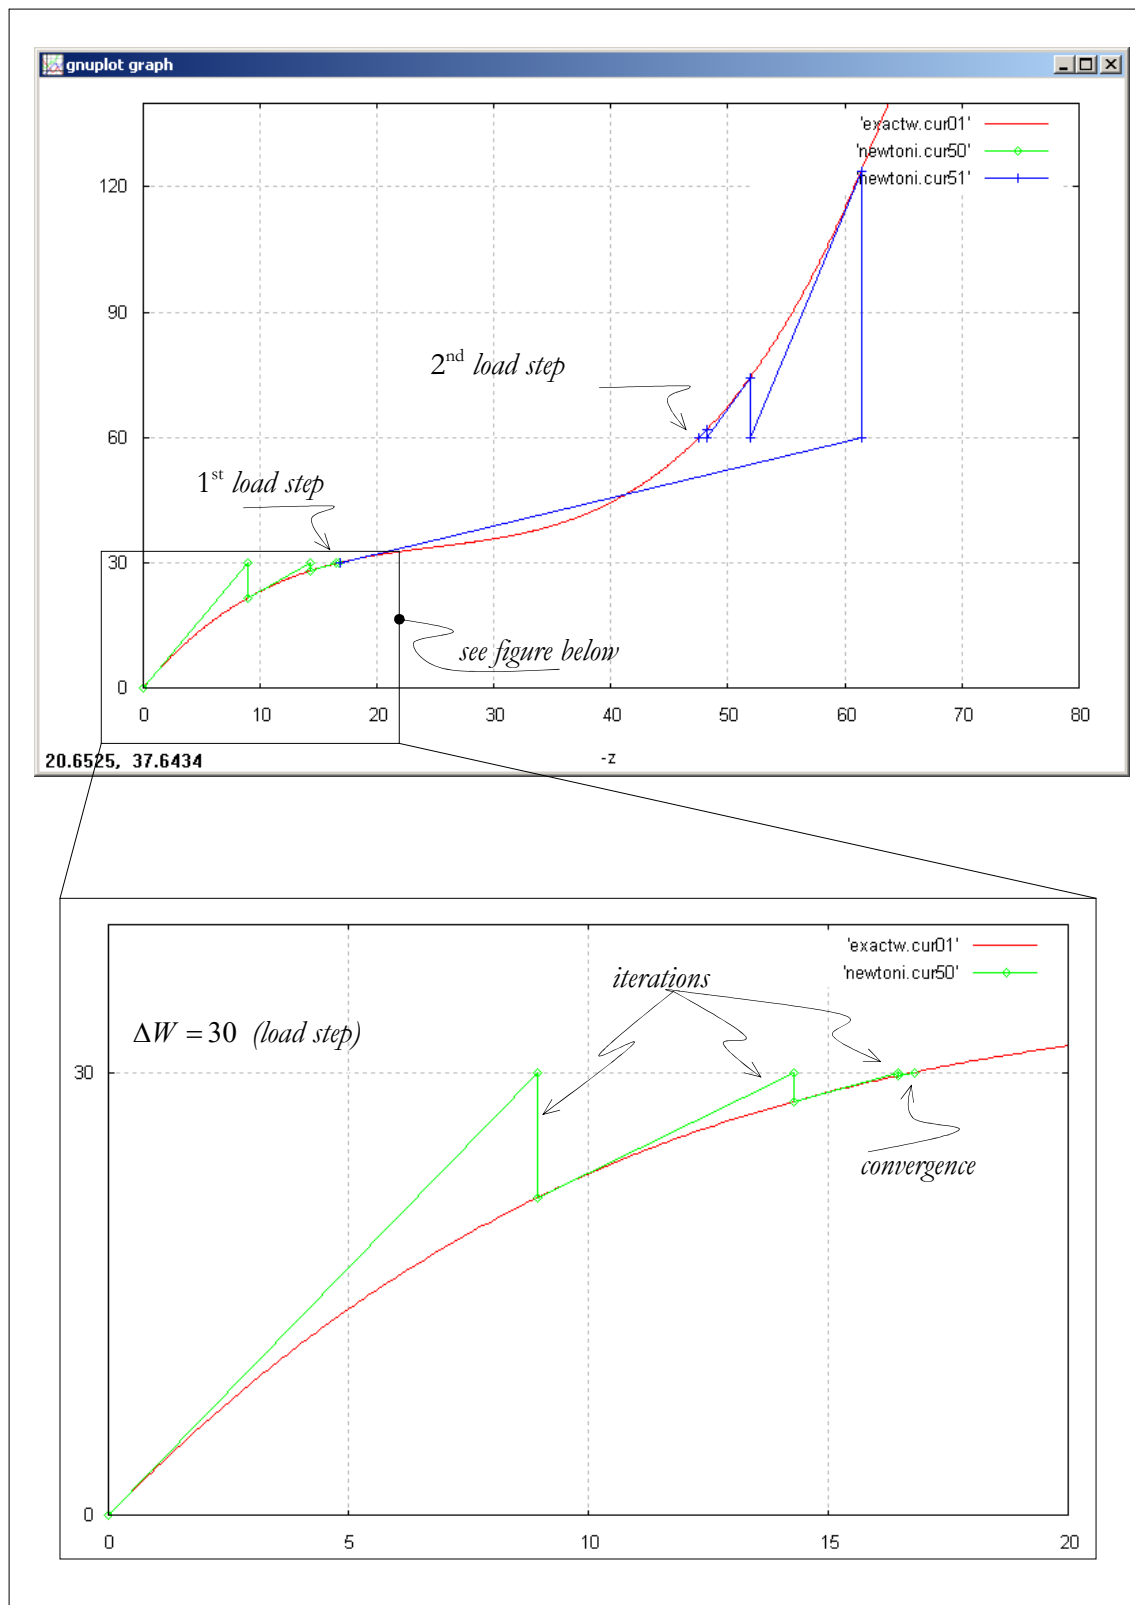 gnuplot graph
'exactw.cur01'
'newtoni.cur50'
'newtoni.cur51'
120
90
60
30
0
2nd load step
1st load step
see figure below
0 10 20 30 40 50 60 70 80
20.6525, 37.6434
-z
'exactw.cur01'
'newtoni.cur50'
iterations
ΔW = 30 (load step)
30
convergence
0
0 5 10 15 20